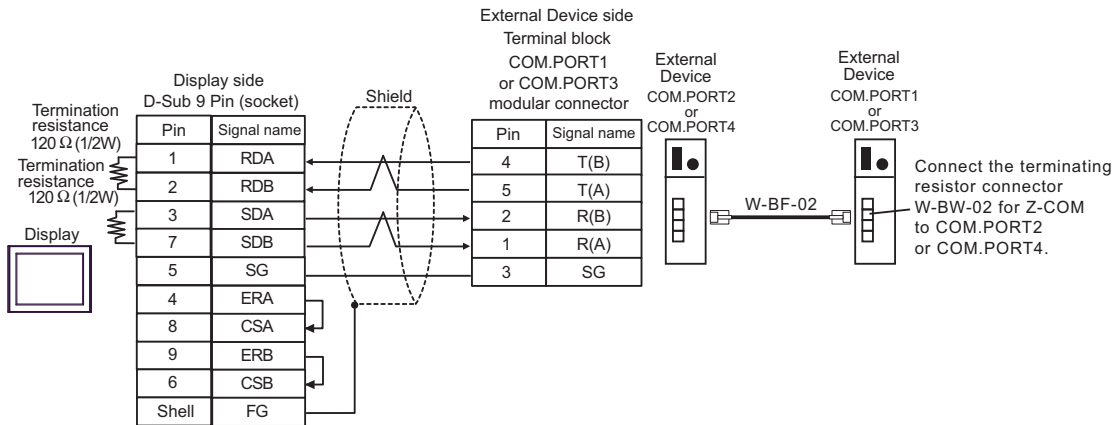 External Device side
Terminal block
COM.PORT1
or COM.PORT3
modular connector
Display side
D-Sub 9 Pin (socket)
Shield
External
Device
COM.PORT2
or
COM.PORT4
External
Device
COM.PORT1
or
COM.PORT3
Termination
resistance
120 Ω (1/2W)
Termination
resistance
120 Ω (1/2W)
Display
Pin Signal name
1 RDA
2 RDB
3 SDA
7 SDB
5 SG
4 ERA
8 CSA
9 ERB
6 CSB
Shell FG
Pin Signal name
4 T(B)
5 T(A)
2 R(B)
1 R(A)
3 SG
W-BF-02
Connect the terminating
resistor connector
W-BW-02 for Z-COM
to COM.PORT2
or COM.PORT4.